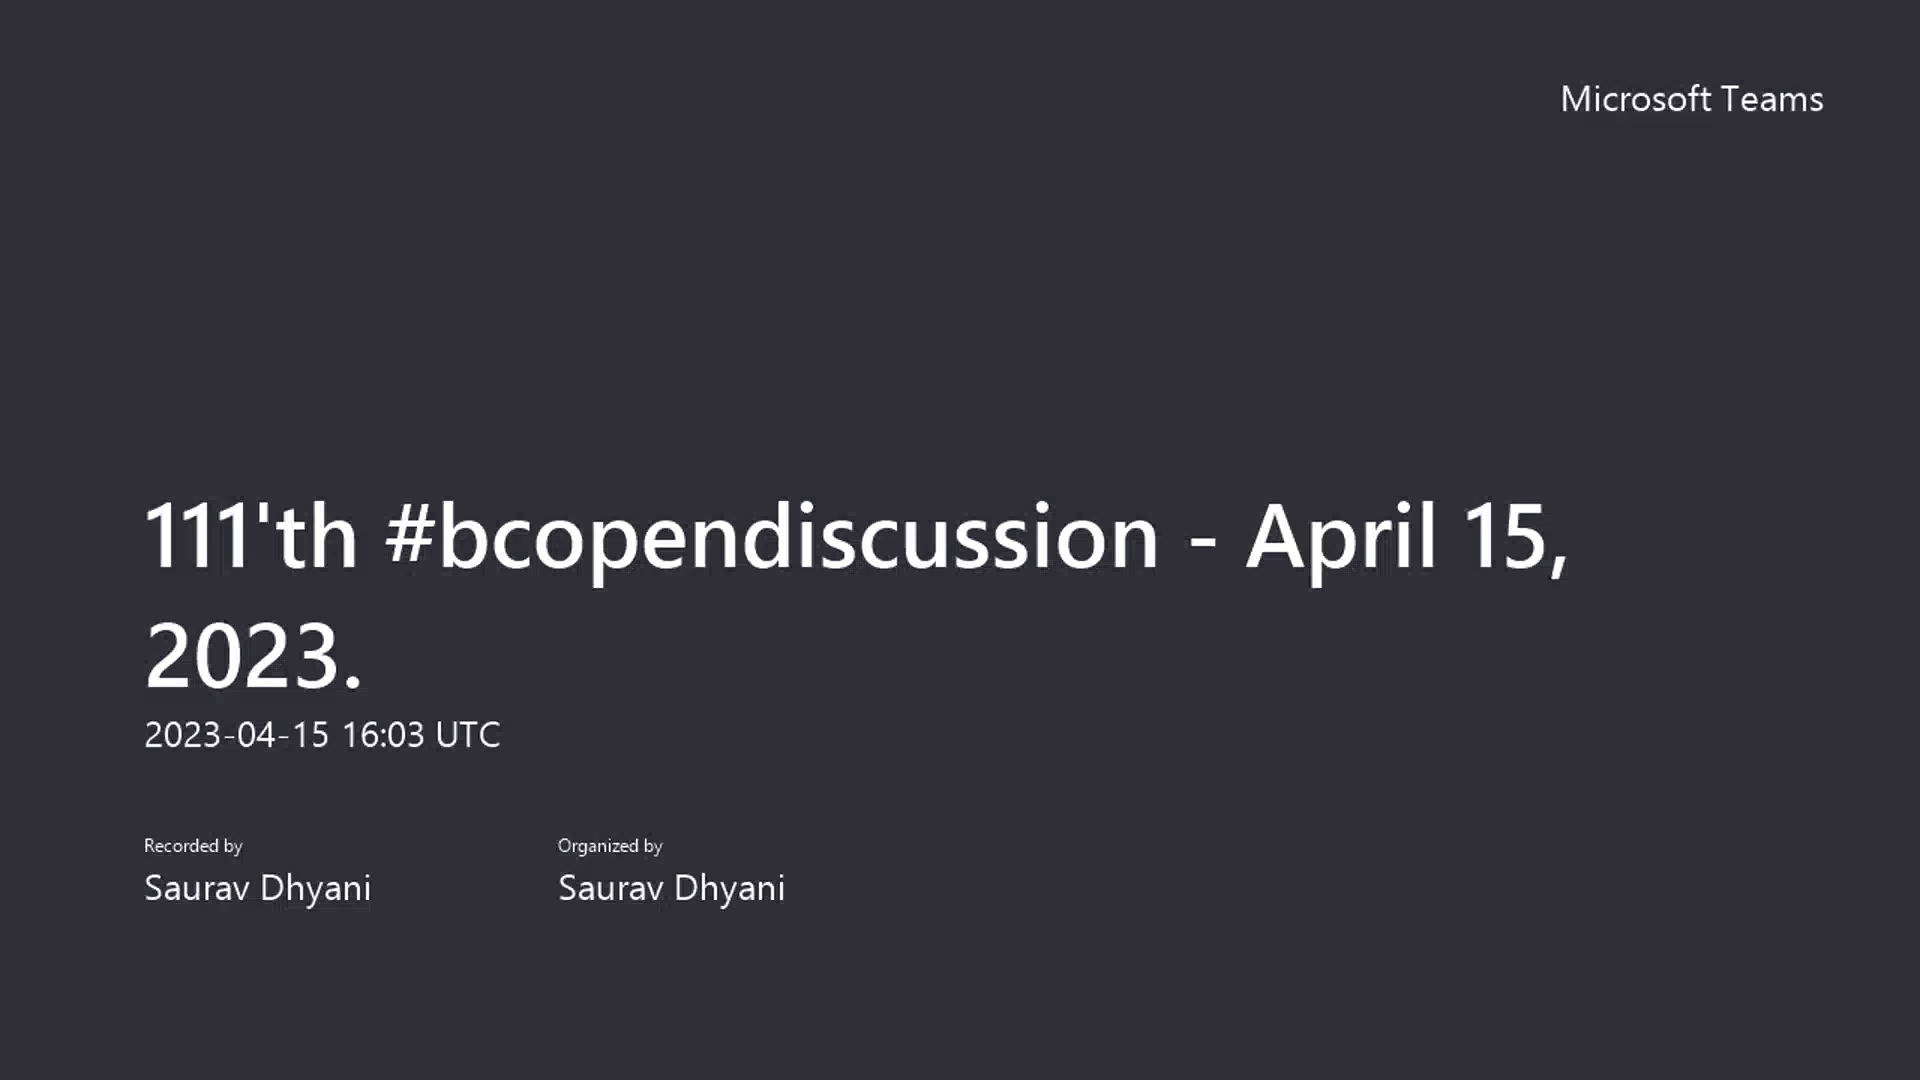 Microsoft Teams
111'th #bcopendiscussion - April 15,
2023.
2023-04-15 16:03 UTC
Recorded by
Saurav Dhyani
Organized by
Saurav Dhyani